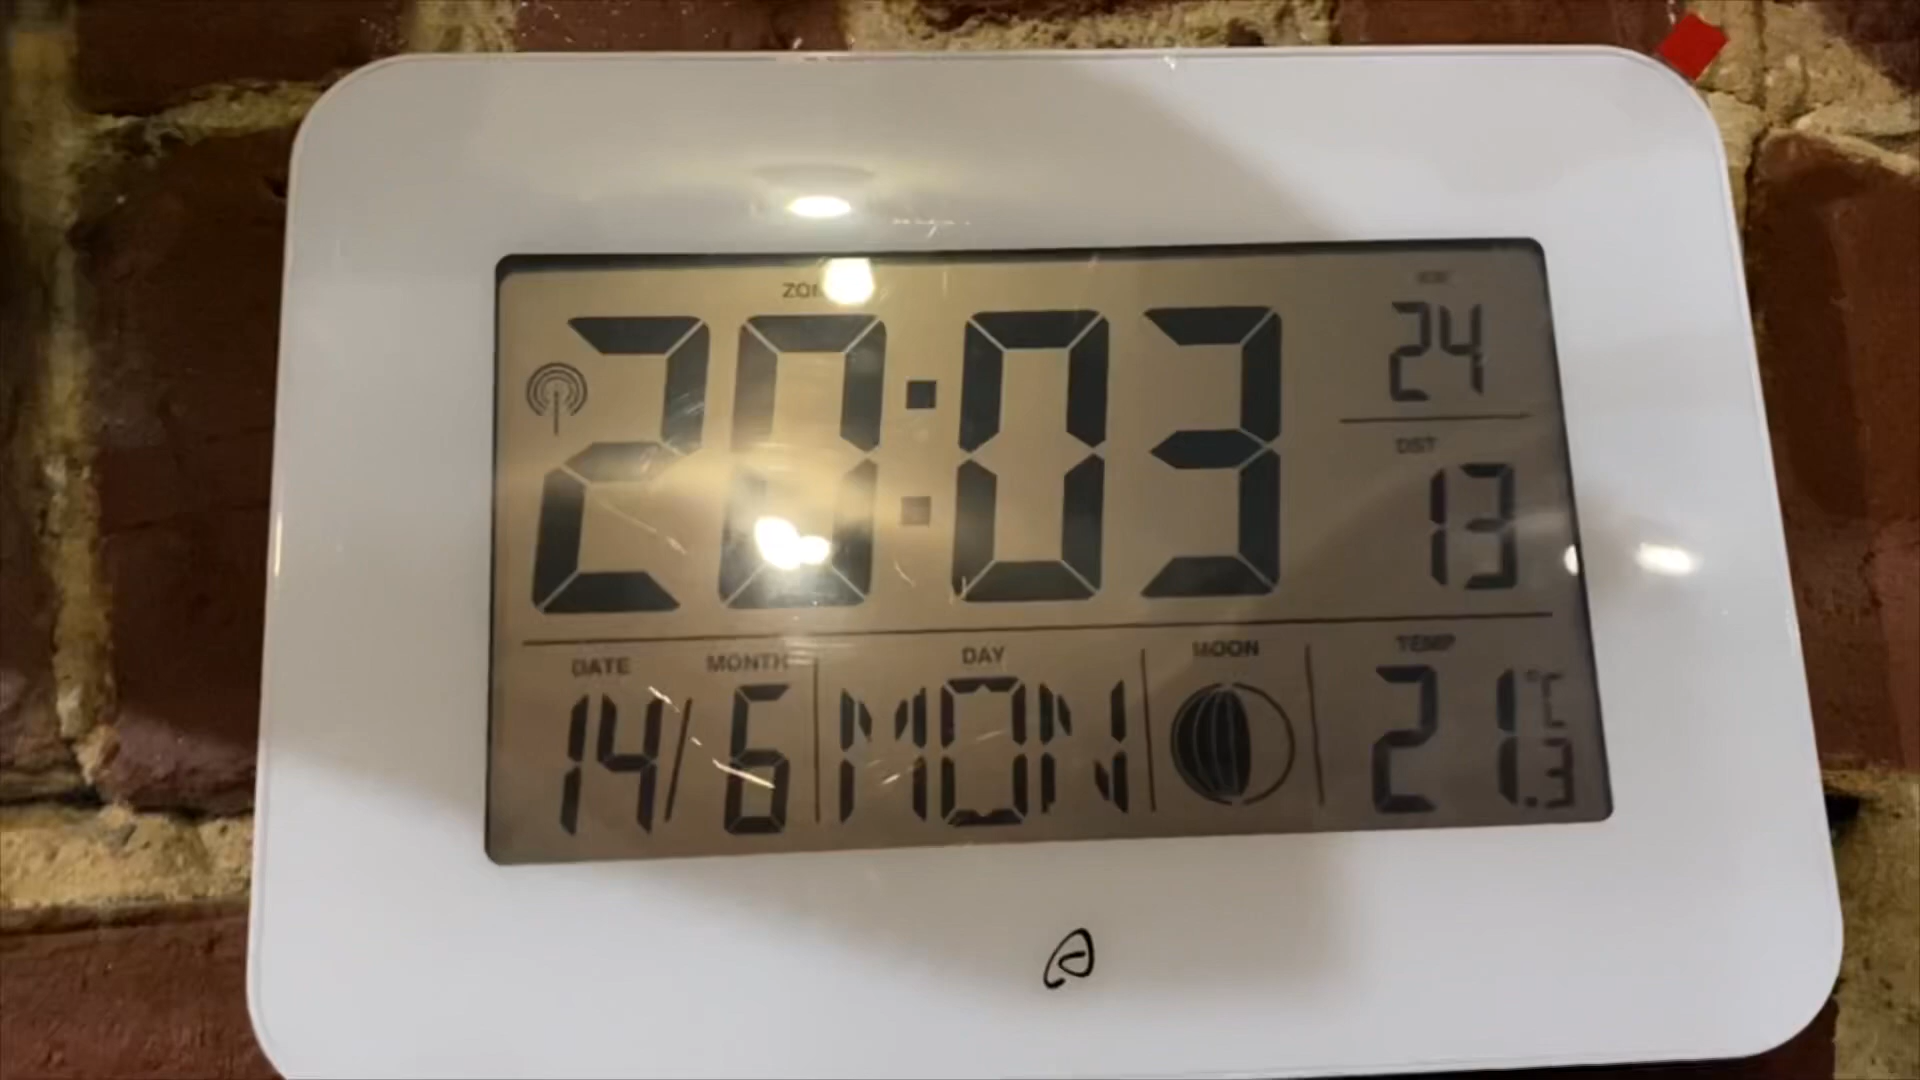 24
20:03
DST
13
DATE MONTH DAY MOON TEMP
14/ 6 MON 21.3 °C